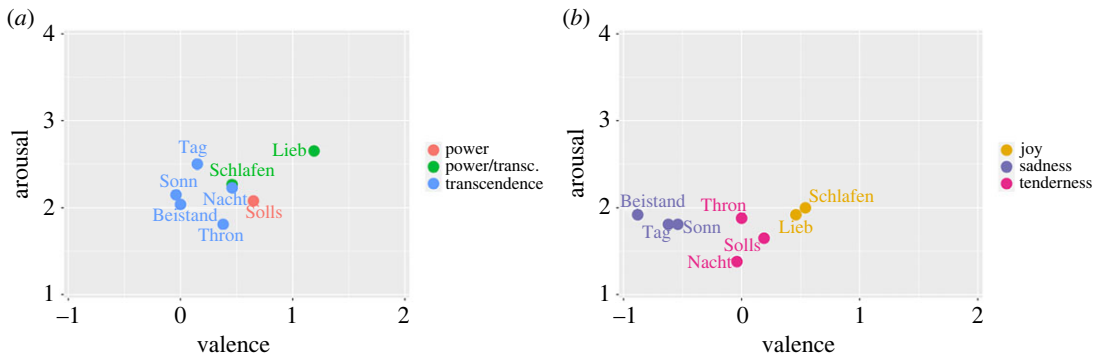 (a)
4
3
2
1
arousal
–1
0
1
2
valence
Tag
Lieb
Schlafen
Sonn
Nacht
Beistand
Solls
Thron
power
power/transc.
transcendence
(b)
4
3
2
1
arousal
–1
0
1
2
valence
Schlafen
Beistand
Thron
Lieb
Tag
Sonn
Solls
Nacht
joy
sadness
tenderness